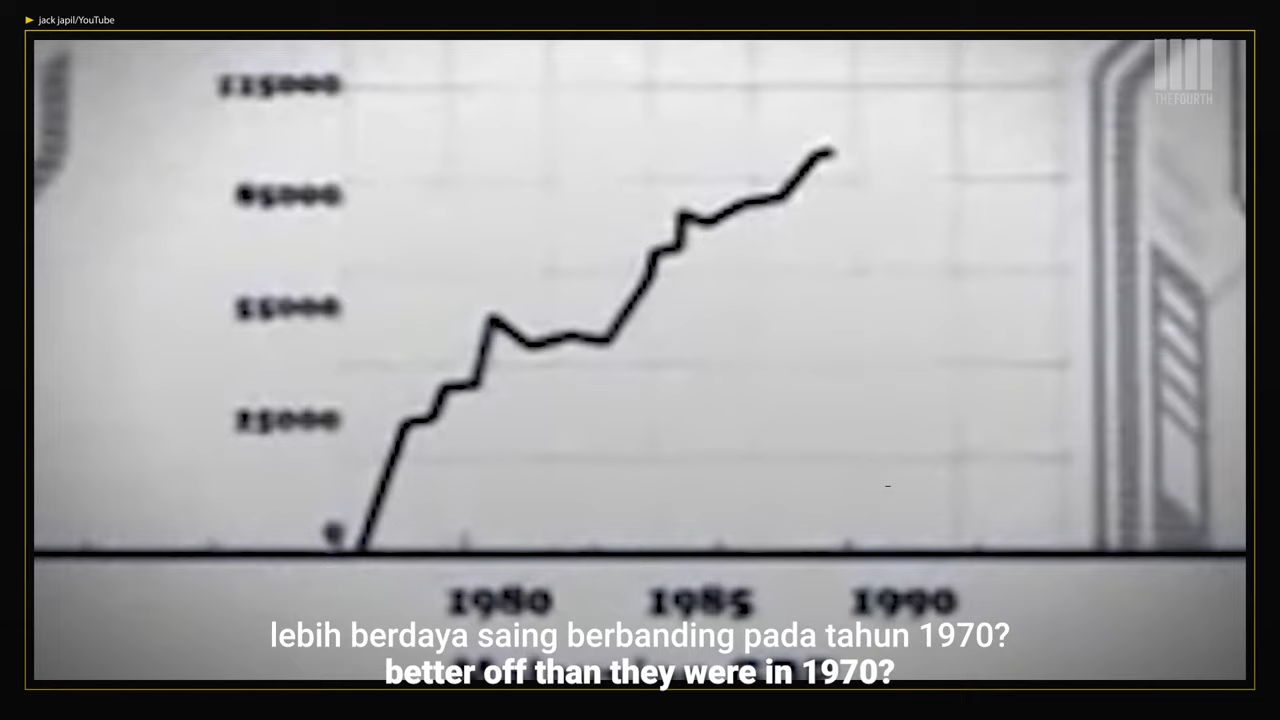 jack japil/YouTube
THEFOURTH
115000
85000
55000
25000
0
1980 1985 1990
lebih berdaya saing berbanding pada tahun 1970?
better off than they were in 1970?